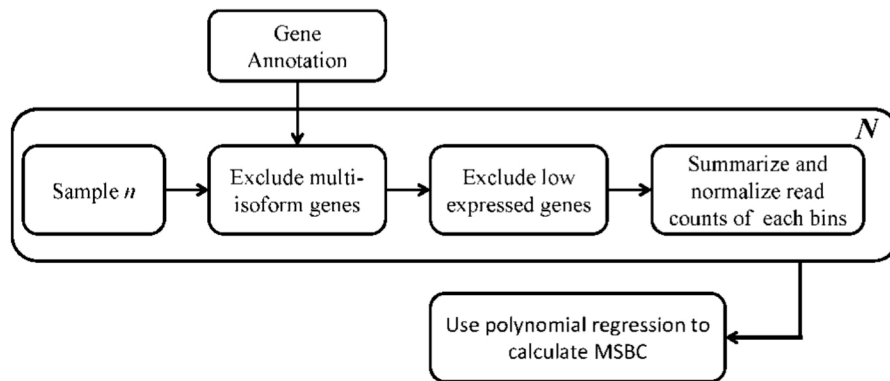 Gene
Annotation
N
Sample n
Exclude multi-
isoform genes
Exclude low
expressed genes
Summarize and
normalize read
counts of each bins
Use polynomial regression to
calculate MSBC